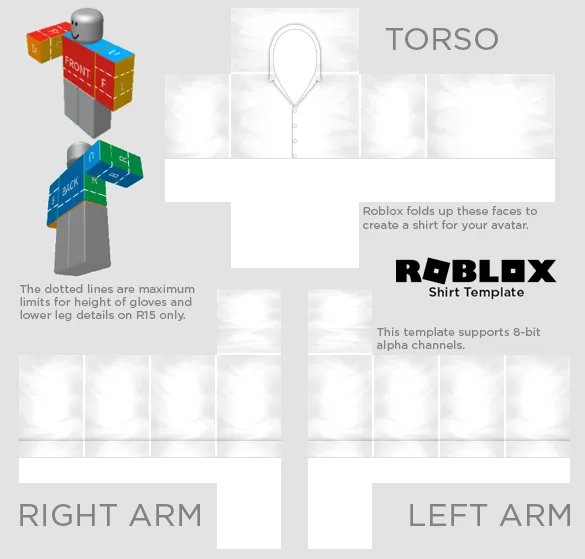 TORSO
FRONT
F
L
U
R
D
BACK
B
U
R
B
R
Roblox folds up these faces to
create a shirt for your avatar.
The dotted lines are maximum
limits for height of gloves and
lower leg details on R15 only.
ROBLOX
Shirt Template
This template supports 8-bit
alpha channels.
RIGHT ARM
LEFT ARM